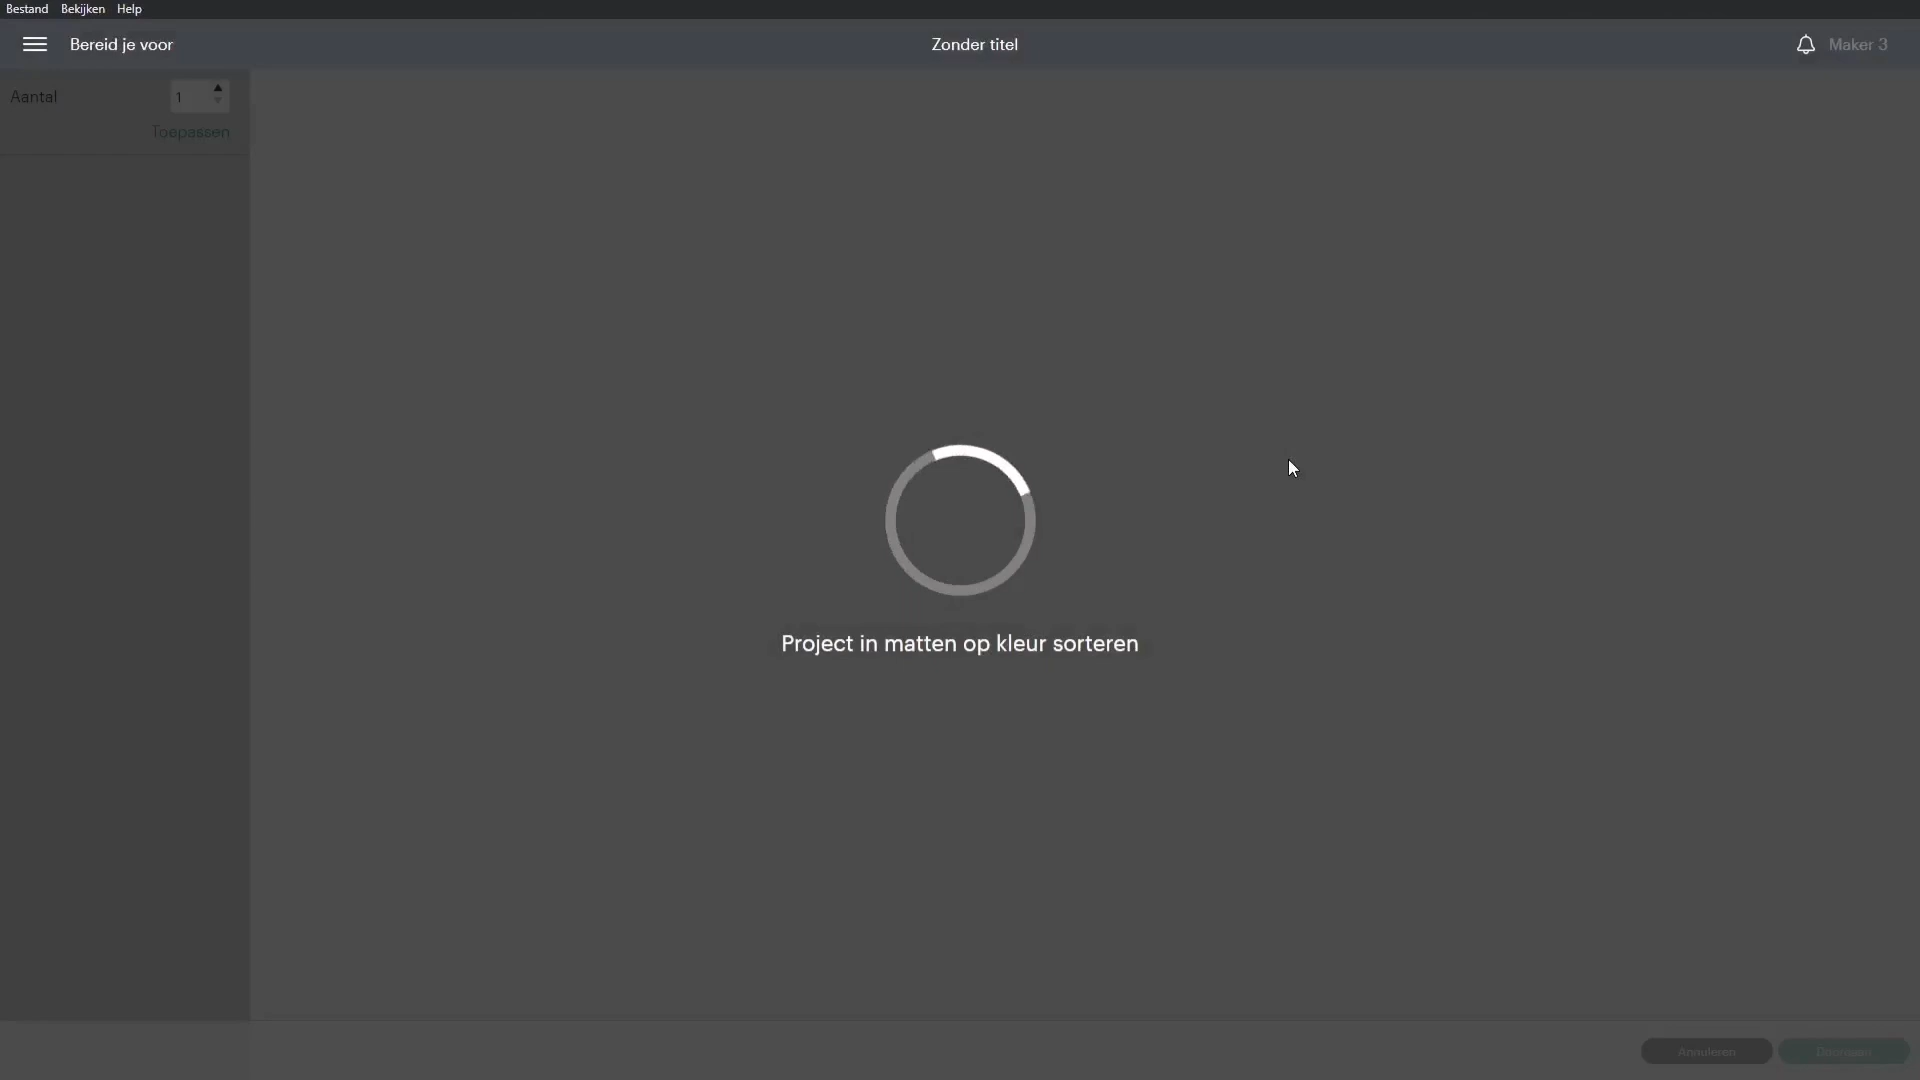 Bestand Bekijken Help
Bereid je voor
Zonder titel
Maker 3
Aantal
1
Toepassen
Project in matten op kleur sorteren
Annuleren